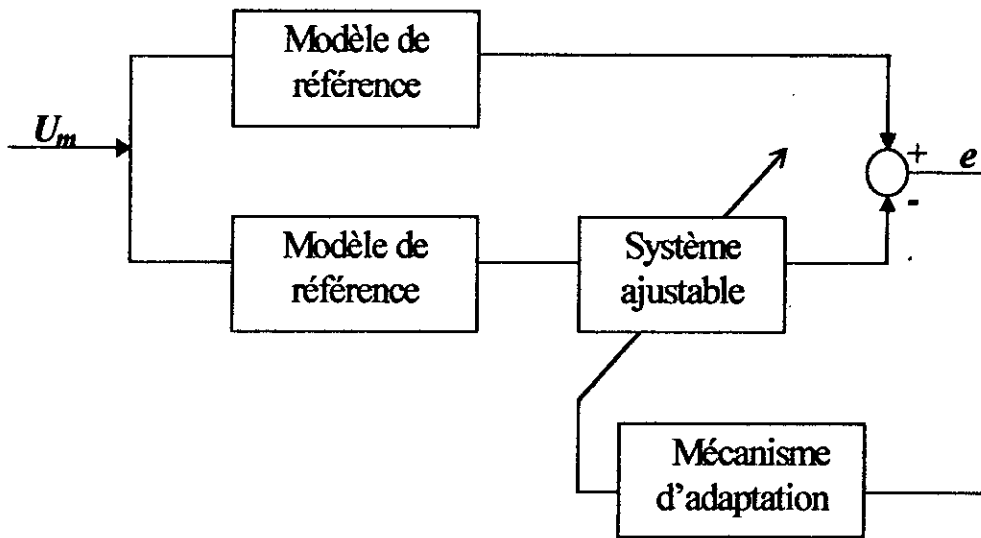 Modèle de
référence
U_m
+
e
-
Modèle de
référence
Système
ajustable
Mécanisme
d'adaptation